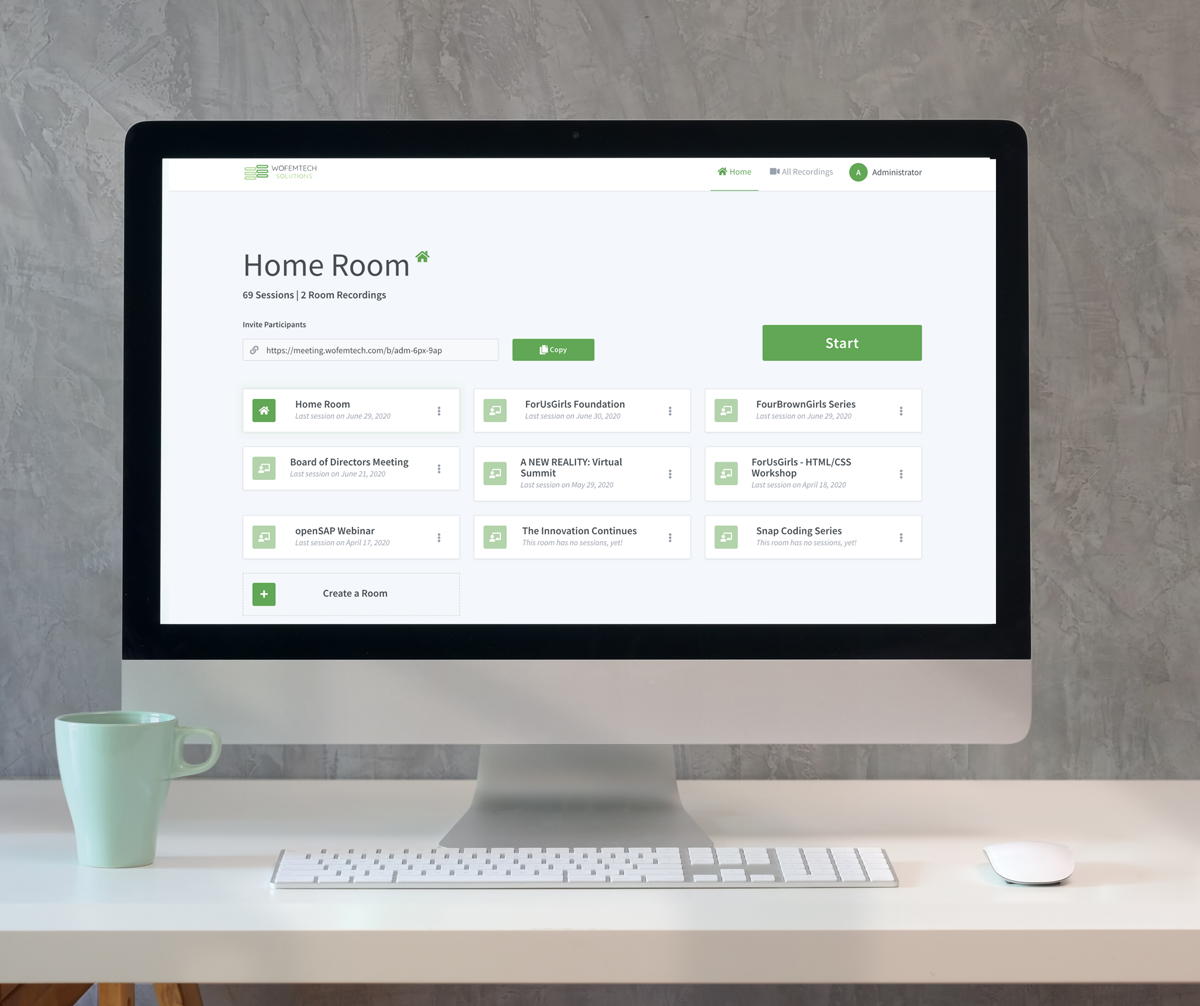 WOFEMTECH
SOLUTIONS
Home
All Recordings
A
Administrator
Home Room
69 Sessions | 2 Room Recordings
Invite Participants
https://meeting.wofemtech.com/b/adm-6px-9ap
Copy
Start
Home Room
Last session on June 29, 2020
ForUsGirls Foundation
Last session on June 30, 2020
FourBrownGirls Series
Last session on June 29, 2020
Board of Directors Meeting
Last session on June 21, 2020
A NEW REALITY: Virtual
Summit
Last session on May 29, 2020
ForUsGirls - HTML/CSS
Workshop
Last session on April 18, 2020
openSAP Webinar
Last session on April 17, 2020
The Innovation Continues
This room has no sessions, yet!
Snap Coding Series
This room has no sessions, yet!
Create a Room